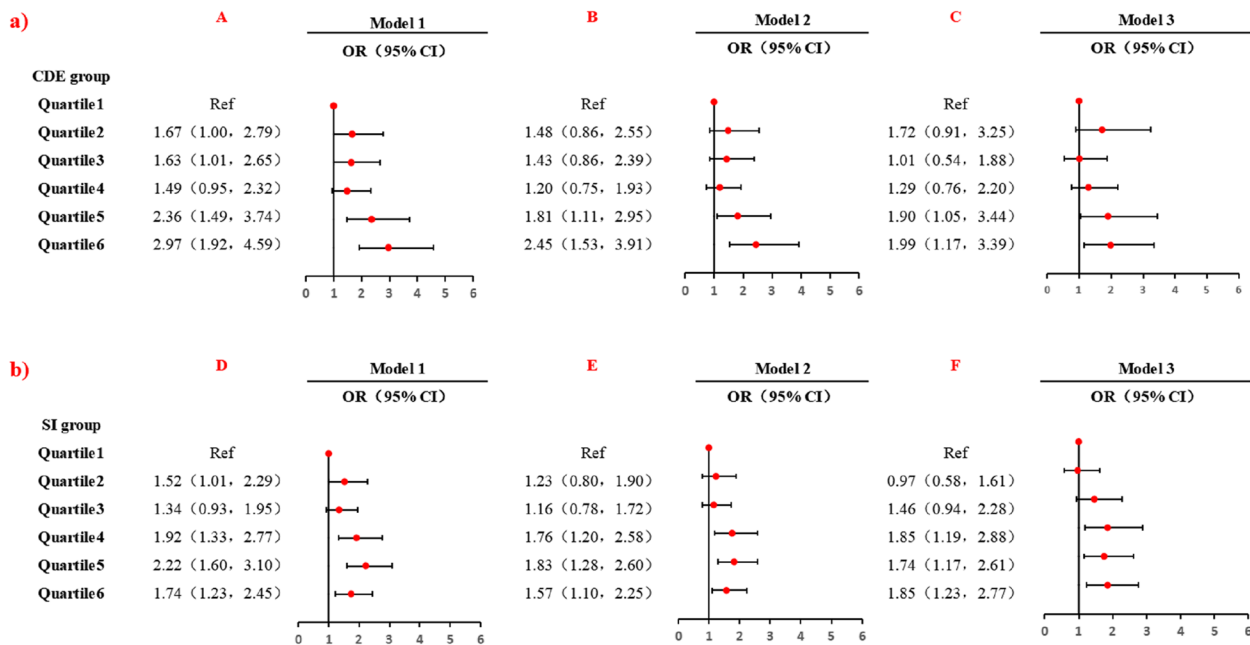 a) A Model 1 B Model 2 C Model 3
OR（95% CI） OR（95% CI） OR（95% CI）
CDE group
Quartile1 Ref Ref Ref
Quartile2 1.67（1.00，2.79） 1.48（0.86，2.55） 1.72（0.91，3.25）
Quartile3 1.63（1.01，2.65） 1.43（0.86，2.39） 1.01（0.54，1.88）
Quartile4 1.49（0.95，2.32） 1.20（0.75，1.93） 1.29（0.76，2.20）
Quartile5 2.36（1.49，3.74） 1.81（1.11，2.95） 1.90（1.05，3.44）
Quartile6 2.97（1.92，4.59） 2.45（1.53，3.91） 1.99（1.17，3.39）
0 1 2 3 4 5 6 0 1 2 3 4 5 6 0 1 2 3 4 5 6
b) D Model 1 E Model 2 F Model 3
OR（95% CI） OR（95% CI） OR（95% CI）
SI group
Quartile1 Ref Ref Ref
Quartile2 1.52（1.01，2.29） 1.23（0.80，1.90） 0.97（0.58，1.61）
Quartile3 1.34（0.93，1.95） 1.16（0.78，1.72） 1.46（0.94，2.28）
Quartile4 1.92（1.33，2.77） 1.76（1.20，2.58） 1.85（1.19，2.88）
Quartile5 2.22（1.60，3.10） 1.83（1.28，2.60） 1.74（1.17，2.61）
Quartile6 1.74（1.23，2.45） 1.57（1.10，2.25） 1.85（1.23，2.77）
0 1 2 3 4 5 6 0 1 2 3 4 5 6 0 1 2 3 4 5 6